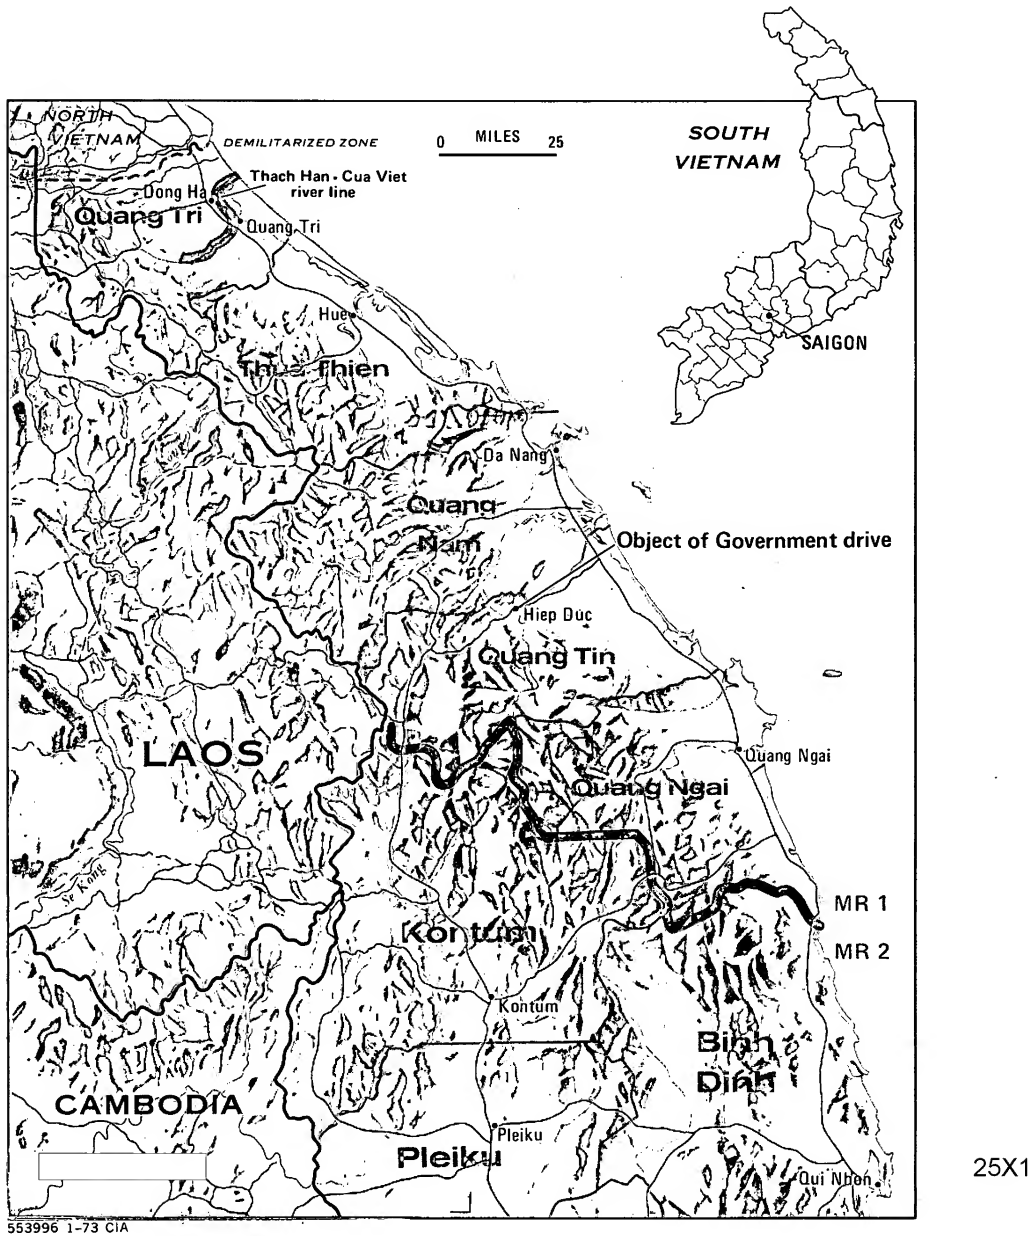 NORTH
VIETNAM
DEMILITARIZED ZONE
0 MILES 25
SOUTH
VIETNAM
Thach Han - Cua Viet
river line
Dong Ha
Quang Tri
Quang Tri
Hue
SAIGON
Thua Thien
Da Nang
Quang
Nam
Object of Government drive
Hiep Duc
Quang Tin
LAOS
Quang Ngai
Quang Ngai
Se Kong
MR 1
Kontum
MR 2
Kontum
Binh
Dinh
CAMBODIA
Pleiku
Pleiku
25X1
Qui Nhon
553996 1-73 CIA